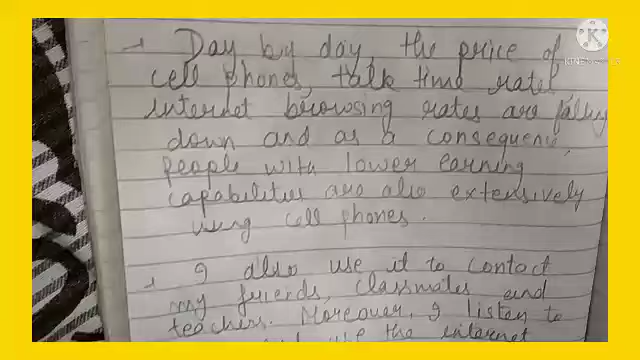 → Day by day, the price of
cell phones, talk time rates
internet browsing rates are falling
down and as a consequence,
people with lower earning
capabilities are also extensively
using cell phones.
→ I also use it to contact
my friends, classmates and
teachers. Moreover, I listen to
use the internet
K
KINEMASTER